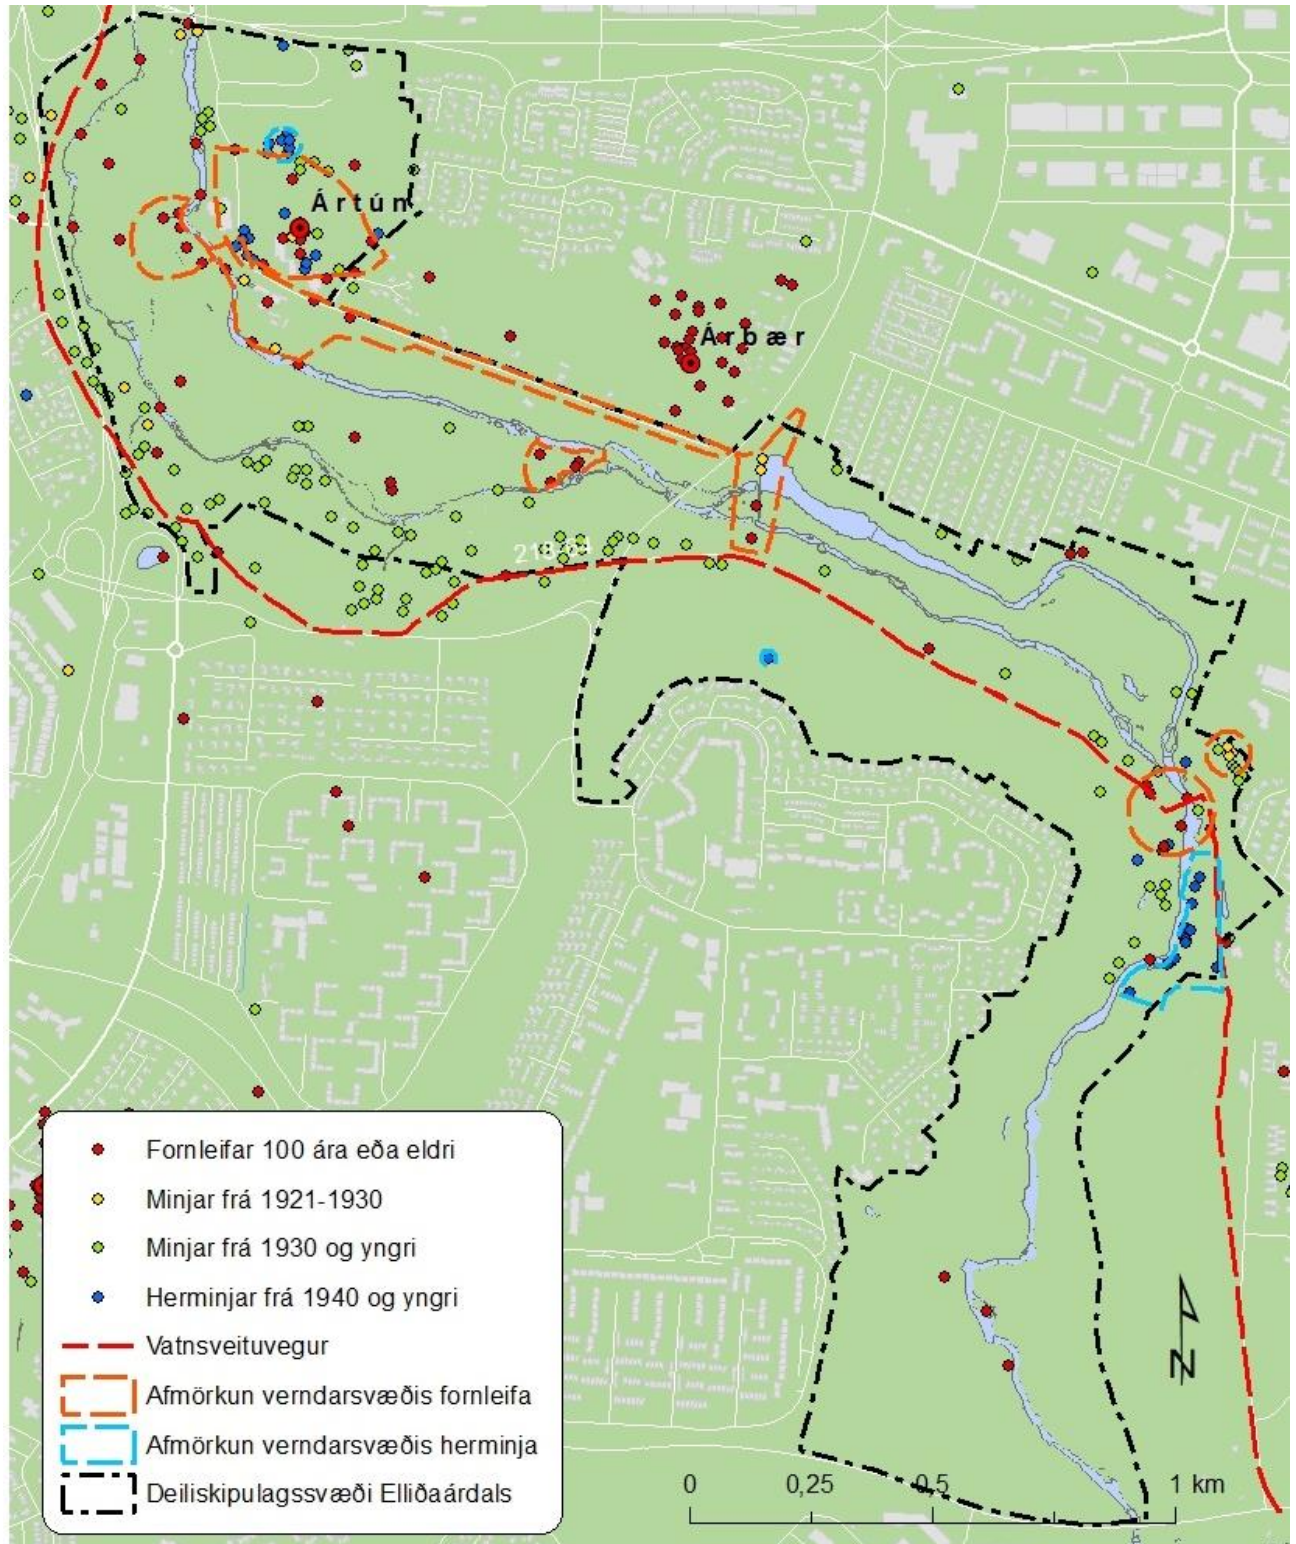 Ártún
Árbær
Fornleifar 100 ára eða eldri
Minjar frá 1921-1930
Minjar frá 1930 og yngri
Herminjar frá 1940 og yngri
Vatnsveituvegur
Afmörkun verndarsvæðis fornleifa
Afmörkun verndarsvæðis herminja
Deiliskipulagssvæði Elliðaárdals
0 0,25 0,5 1 km
N